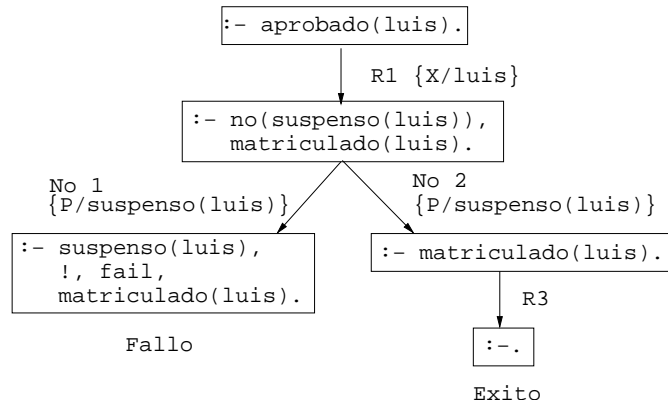 :- aprobado(luis).
R1 {X/luis}
:- no(suspenso(luis)),
matriculado(luis).
No 1
{P/suspenso(luis)}
No 2
{P/suspenso(luis)}
:- suspenso(luis),
!, fail,
matriculado(luis).
:- matriculado(luis).
R3
Fallo
:-.
Exito